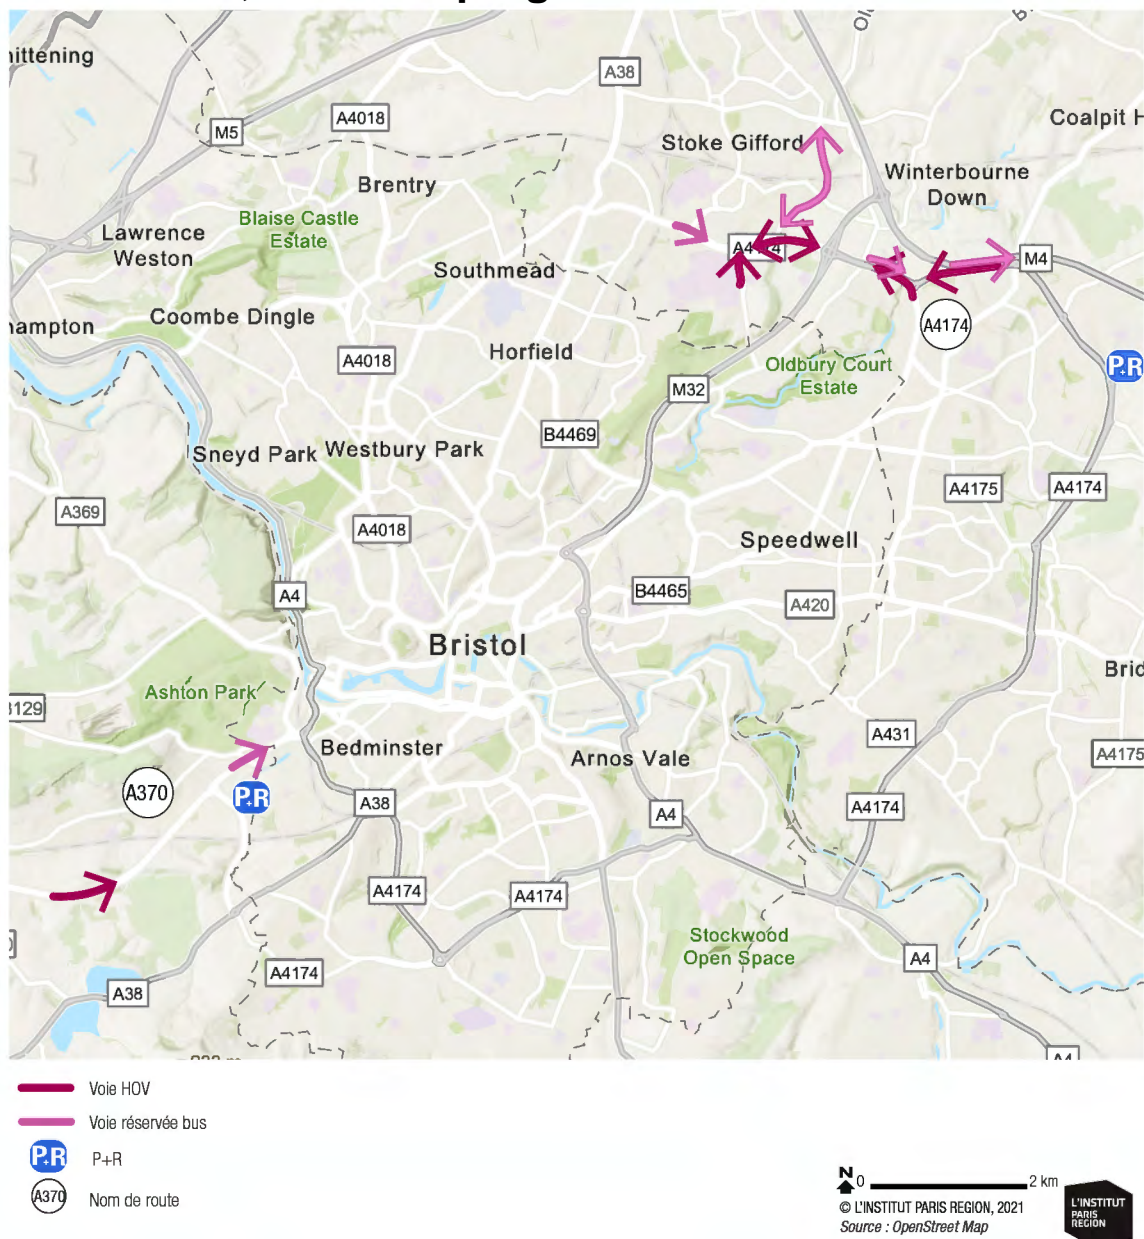 A38
Coalpit H
A4018
M5
Stoke Gifford
Winterbourne
Down
Brentry
Blaise Castle
Estate
Lawrence
Weston
A4174
M4
Southmead
Coombe Dingle
A4174
Horfield
A4018
Oldbury Court
Estate
P+R
M32
B4469
Sneyd Park
Westbury Park
A4175
A4174
A369
A4018
Speedwell
A4
B4465
A420
Bristol
Ashton Park
A431
Bedminster
Arnos Vale
A4175
A370
P+R
A38
A4
A4174
A4174
A4174
Stockwood
Open Space
A4
A4174
A38
A4
Voie HOV
Voie réservée bus
P+R
P+R
A370
Nom de route
N
0
2 km
© L'INSTITUT PARIS REGION, 2021
Source : OpenStreet Map
L'INSTITUT
PARIS
REGION